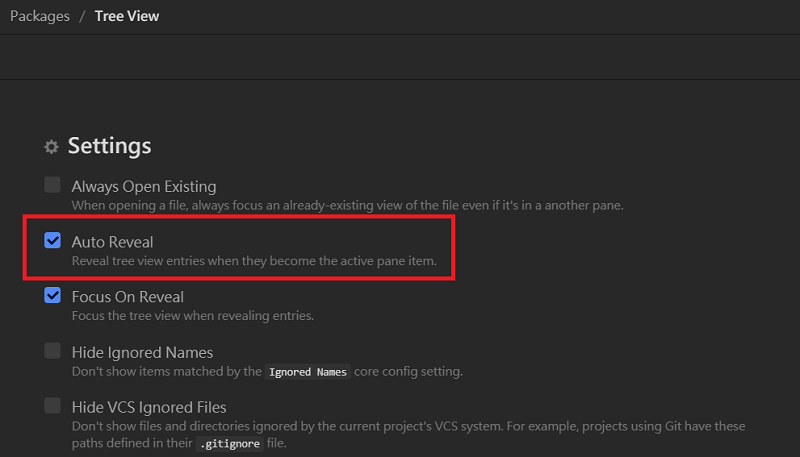 Packages / Tree View
Settings
Always Open Existing
When opening a file, always focus an already-existing view of the file even if it's in a another pane.
Auto Reveal
Reveal tree view entries when they become the active pane item.
Focus On Reveal
Focus the tree view when revealing entries.
Hide Ignored Names
Don't show items matched by the Ignored Names core config setting.
Hide VCS Ignored Files
Don't show files and directories ignored by the current project's VCS system. For example, projects using Git have these
paths defined in their .gitignore file.